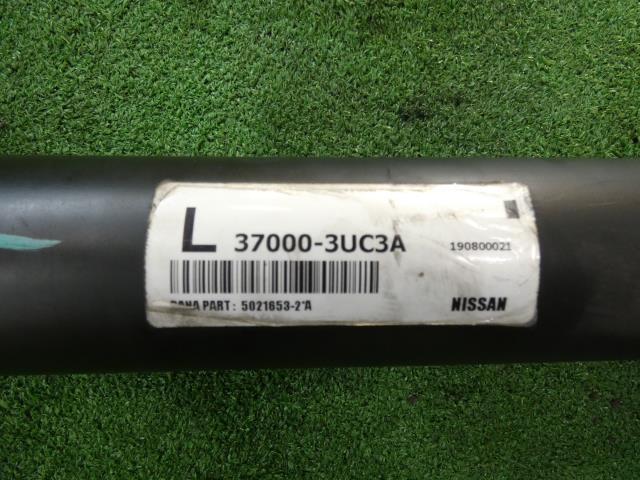 L 37000-3UC3A 190800021
DANA PART: 5021653-2*A NISSAN